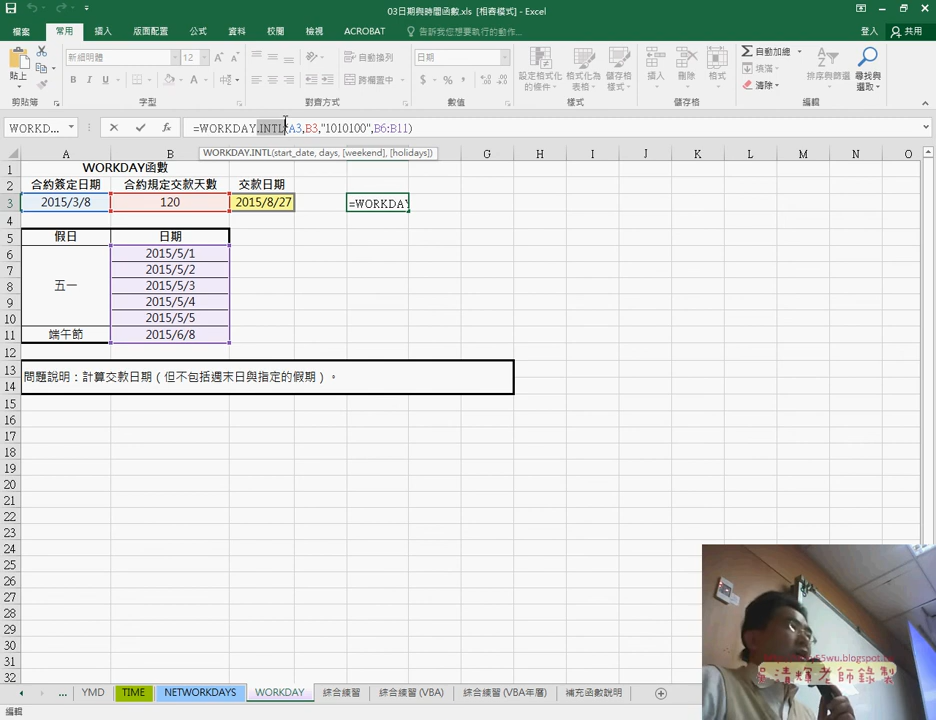 03日期與時間函數.xls [相容模式] - Excel
檔案 常用 插入 版面配置 公式 資料 校閱 檢視 ACROBAT 告訴我您想要執行的動作... 登入 共用
貼上 新細明體 12 自動換列 日期 設定格式化的條件 格式化為表格 儲存格樣式 插入 刪除 格式 自動加總 排序與篩選 尋找與選取
B I U 跨欄置中 $ % 填滿
清除
剪貼簿 字型 對齊方式 數值 樣式 儲存格 編輯
WORKD... =WORKDAY.INTL(A3,B3,"1010100",B6:B11)
WORKDAY.INTL(start_date, days, [weekend], [holidays])
A B G H I J K L M N O
1 WORKDAY函數
2 合約簽定日期 合約規定交款天數 交款日期
3 2015/3/8 120 2015/8/27 =WORKDAY
4
5 假日 日期
6 2015/5/1
7 2015/5/2
8 五一 2015/5/3
9 2015/5/4
10 2015/5/5
11 端午節 2015/6/8
12
13 問題說明：計算交款日期（但不包括週末日與指定的假期）。
14
15
16
17
18
19
20
21
22
23
24
25
26
27
28
29
30
31
32
吳清輝老師錄製
... YMD TIME NETWORKDAYS WORKDAY 綜合練習 綜合練習 (VBA) 綜合練習 (VBA年曆) 補充函數說明
編輯